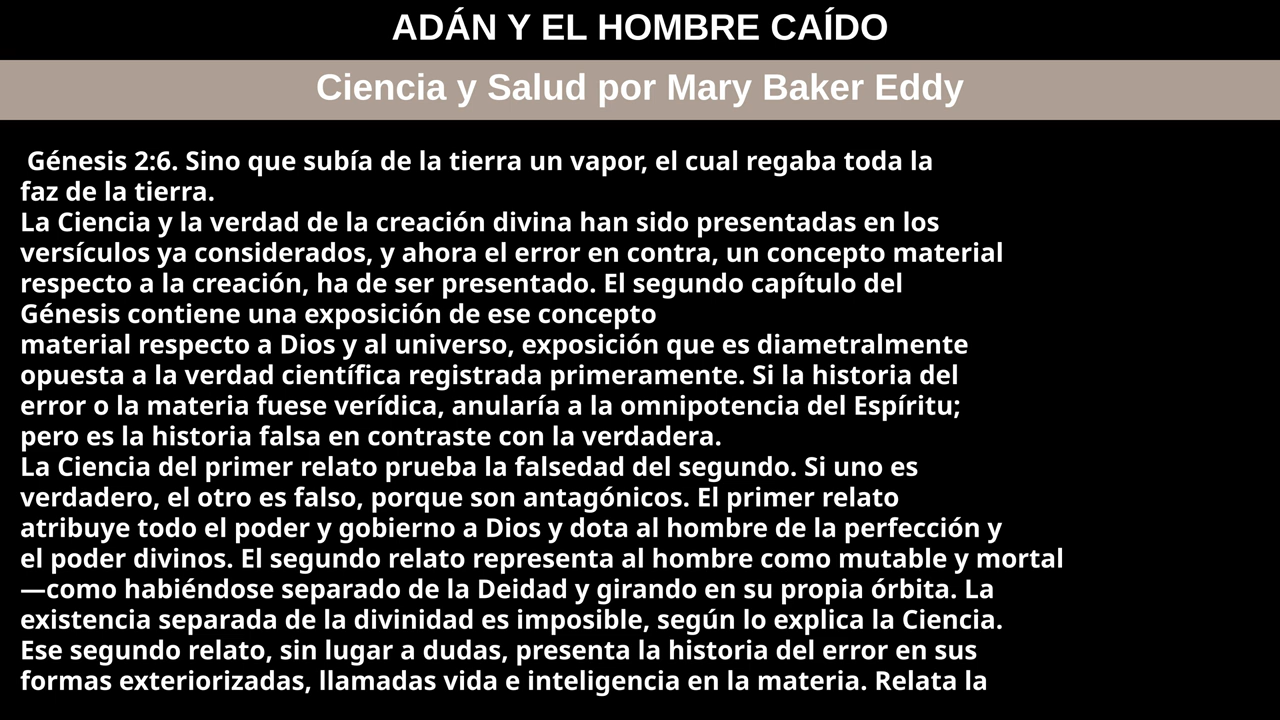 ADÁN Y EL HOMBRE CAÍDO
Ciencia y Salud por Mary Baker Eddy
Génesis 2:6. Sino que subía de la tierra un vapor, el cual regaba toda la
faz de la tierra.
La Ciencia y la verdad de la creación divina han sido presentadas en los
versículos ya considerados, y ahora el error en contra, un concepto material
respecto a la creación, ha de ser presentado. El segundo capítulo del
Génesis contiene una exposición de ese concepto
material respecto a Dios y al universo, exposición que es diametralmente
opuesta a la verdad científica registrada primeramente. Si la historia del
error o la materia fuese verídica, anularía a la omnipotencia del Espíritu;
pero es la historia falsa en contraste con la verdadera.
La Ciencia del primer relato prueba la falsedad del segundo. Si uno es
verdadero, el otro es falso, porque son antagónicos. El primer relato
atribuye todo el poder y gobierno a Dios y dota al hombre de la perfección y
el poder divinos. El segundo relato representa al hombre como mutable y mortal
—como habiéndose separado de la Deidad y girando en su propia órbita. La
existencia separada de la divinidad es imposible, según lo explica la Ciencia.
Ese segundo relato, sin lugar a dudas, presenta la historia del error en sus
formas exteriorizadas, llamadas vida e inteligencia en la materia. Relata la